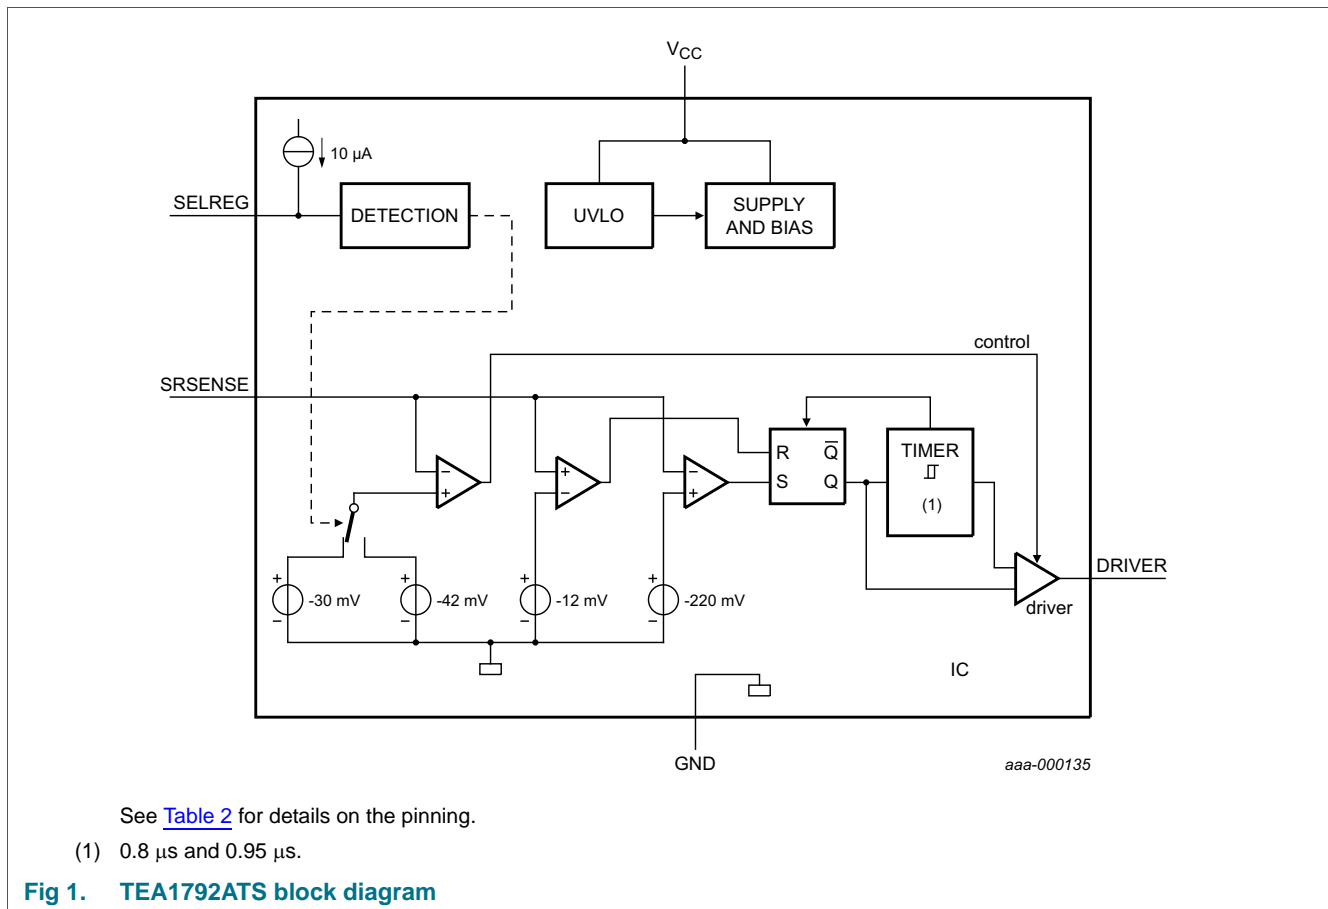 VCC
10 µA
SELREG
DETECTION
UVLO
SUPPLY
AND BIAS
control
SRSENSE
R Q̅
S Q
TIMER
(1)
− + + − − +
DRIVER
driver
+ -30 mV −
+ -42 mV −
+ -12 mV −
+ -220 mV −
IC
GND
aaa-000135
See Table 2 for details on the pinning.
(1) 0.8 μs and 0.95 μs.
Fig 1. TEA1792ATS block diagram